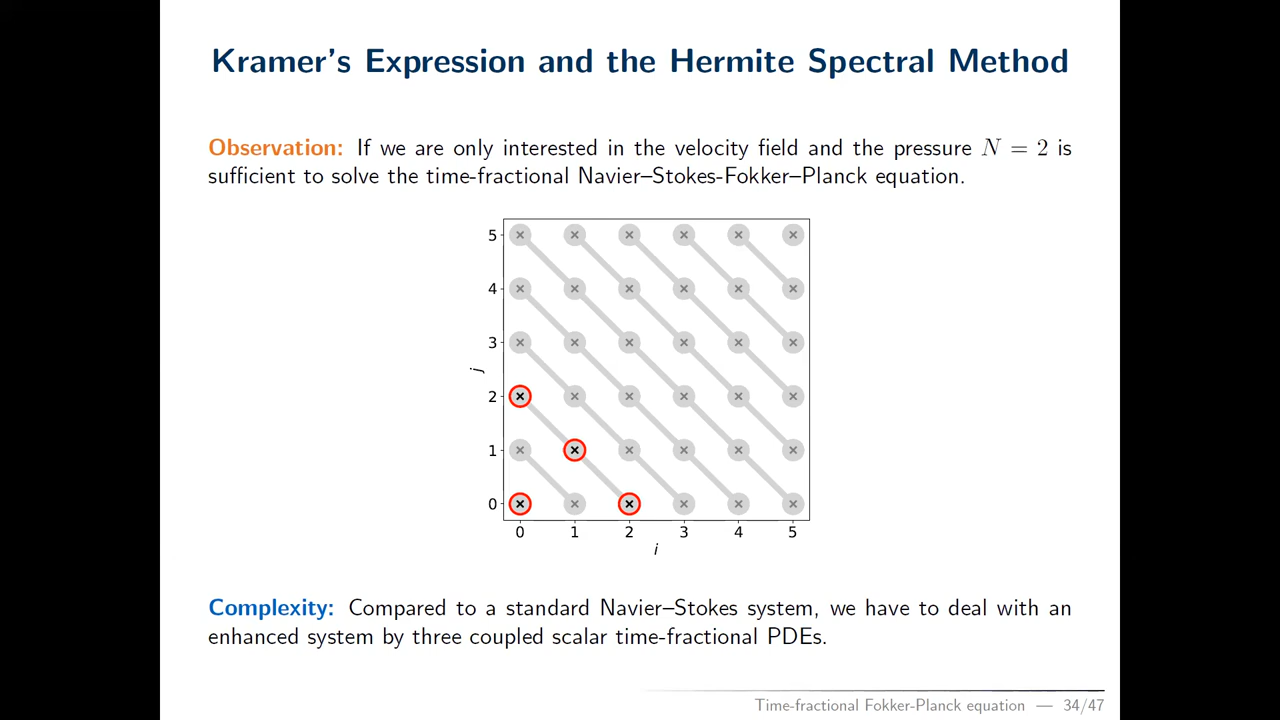 Kramer's Expression and the Hermite Spectral Method
Observation: If we are only interested in the velocity field and the pressure N = 2 is
sufficient to solve the time-fractional Navier–Stokes-Fokker–Planck equation.
5
4
3
j
2
1
0
0 1 2 3 4 5
i
Complexity: Compared to a standard Navier–Stokes system, we have to deal with an
enhanced system by three coupled scalar time-fractional PDEs.
Time-fractional Fokker-Planck equation — 34/47